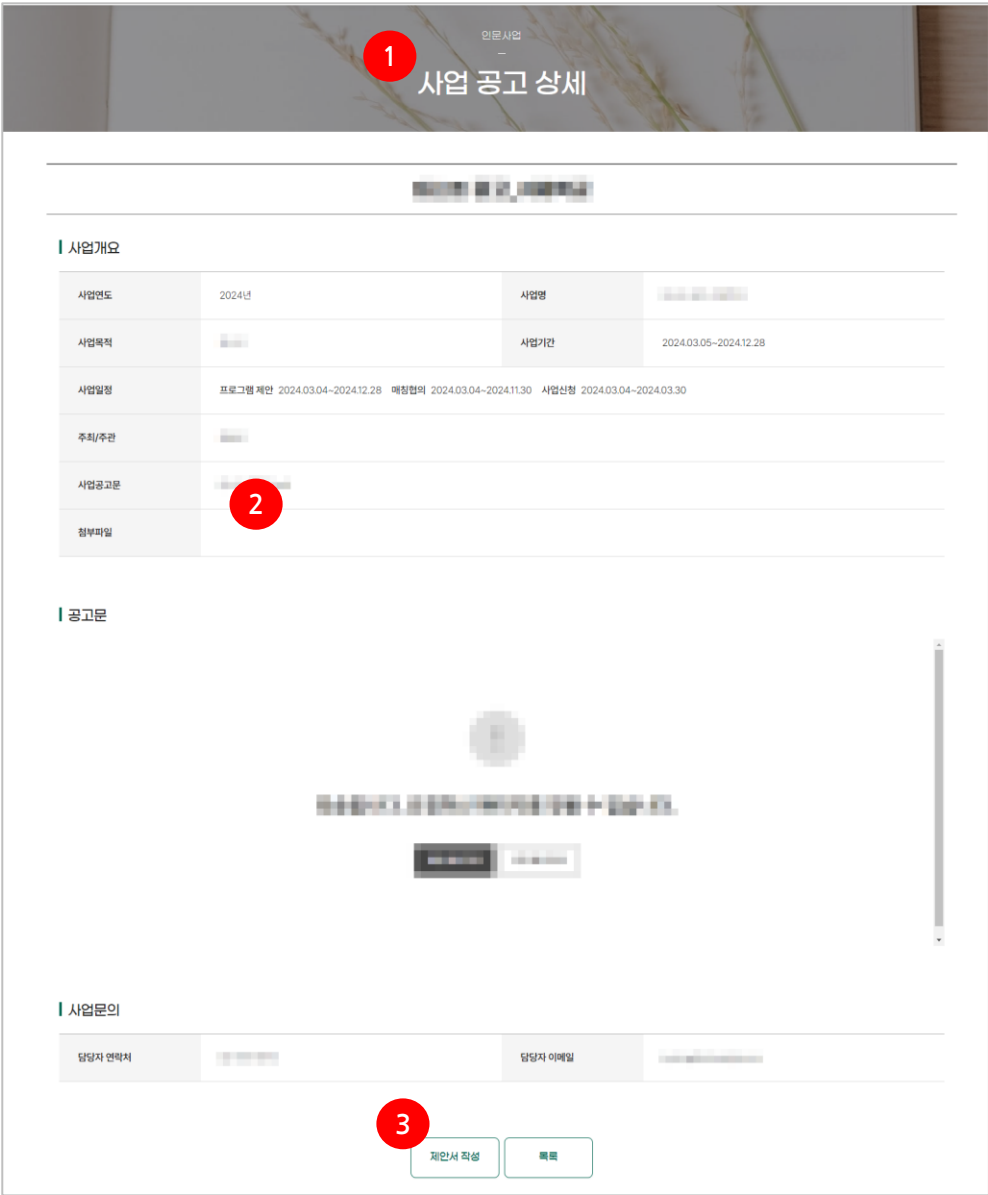 인문사업
1
사업 공고 상세
사업개요
사업연도 2024년 사업명
사업목적 사업기간 2024.03.05~2024.12.28
사업일정 프로그램 제안 2024.03.04~2024.12.28 매칭협의 2024.03.04~2024.11.30 사업신청 2024.03.04~2024.03.30
주최/주관
사업공고문
2
첨부파일
공고문
사업문의
담당자 연락처 담당자 이메일
3
제안서 작성 목록